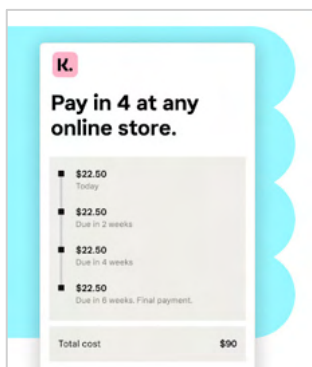 K.
Pay in 4 at any
online store.
$22.50
Today
$22.50
Due in 2 weeks
$22.50
Due in 4 weeks
$22.50
Due in 6 weeks. Final payment.
Total cost $90